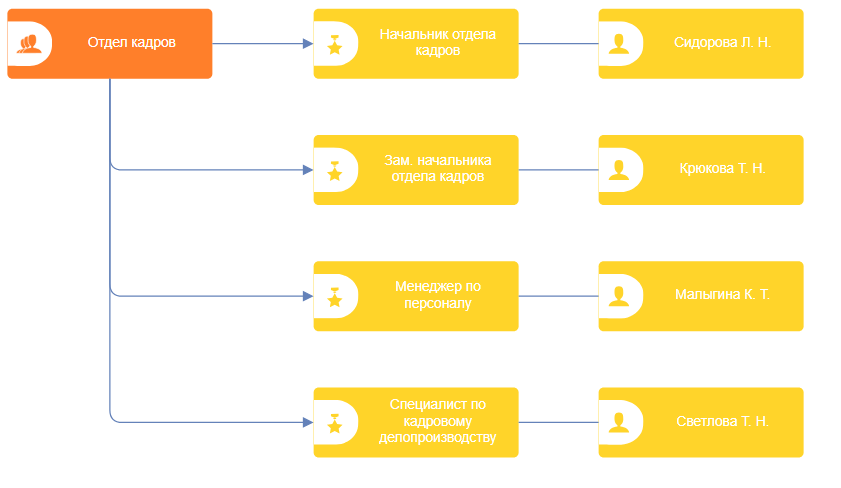 Отдел кадров
Начальник отдела
кадров
Сидорова Л. Н.
Зам. начальника
отдела кадров
Крюкова Т. Н.
Менеджер по
персоналу
Малыгина К. Т.
Специалист по
кадровому
делопроизводству
Светлова Т. Н.